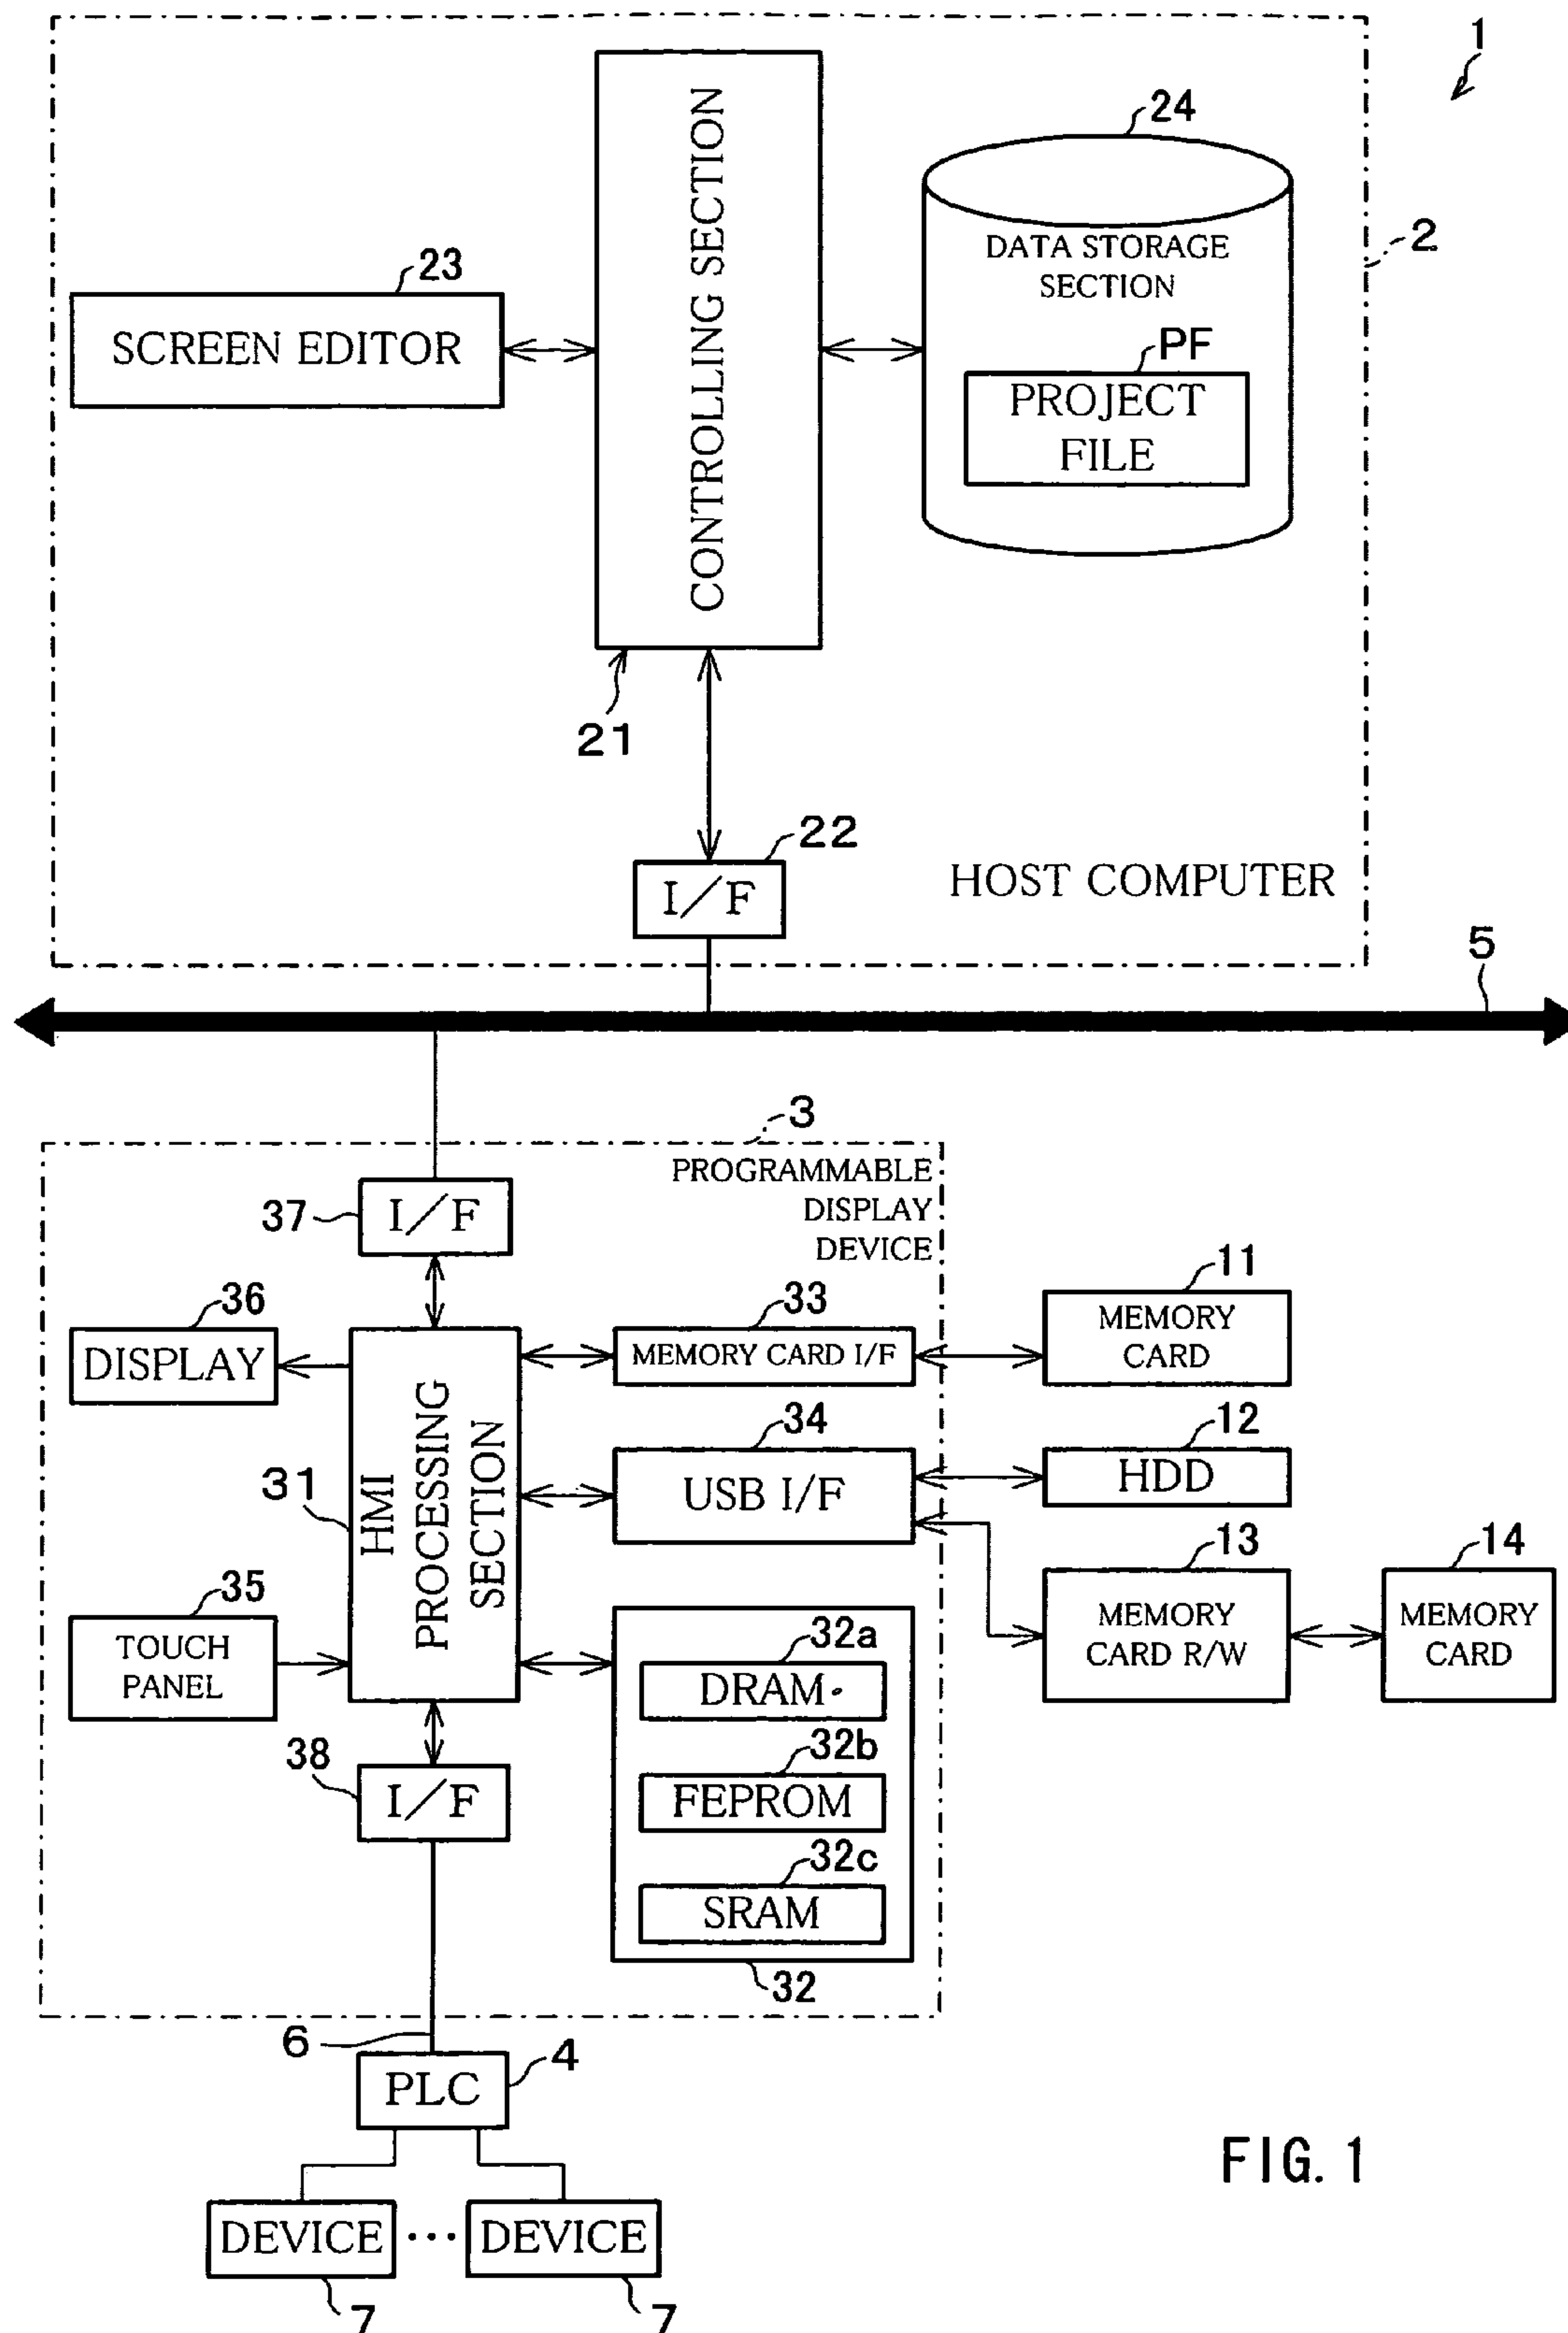 1
24
CONTROLLING SECTION
DATA STORAGE
SECTION
2
23
SCREEN EDITOR
PF
PROJECT
FILE
21
22
I/F
HOST COMPUTER
5
3
PROGRAMMABLE
DISPLAY
DEVICE
37
I/F
36
DISPLAY
33
MEMORY CARD I/F
11
MEMORY
CARD
31
HMI
PROCESSING
SECTION
34
USB I/F
12
HDD
13
MEMORY
CARD R/W
14
MEMORY
CARD
35
TOUCH
PANEL
32a
DRAM
38
I/F
32b
FEPROM
32c
SRAM
32
6
4
PLC
DEVICE ··· DEVICE
7
7
FIG. 1